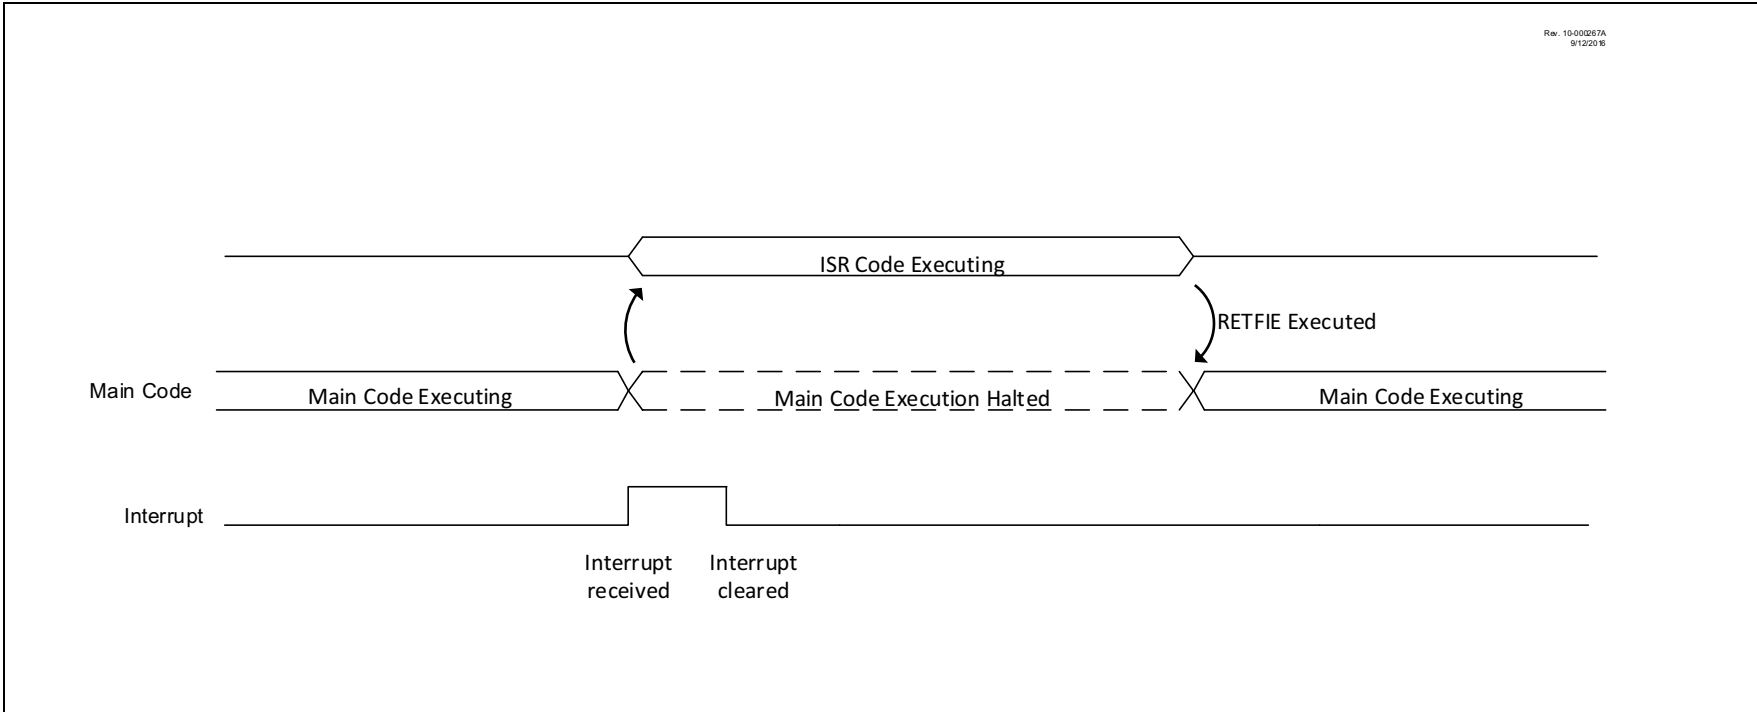 Rev. 10-000267A
9/12/2016
ISR Code Executing
RETFIE Executed
Main Code
Main Code Executing
Main Code Execution Halted
Main Code Executing
Interrupt
Interrupt
received
Interrupt
cleared